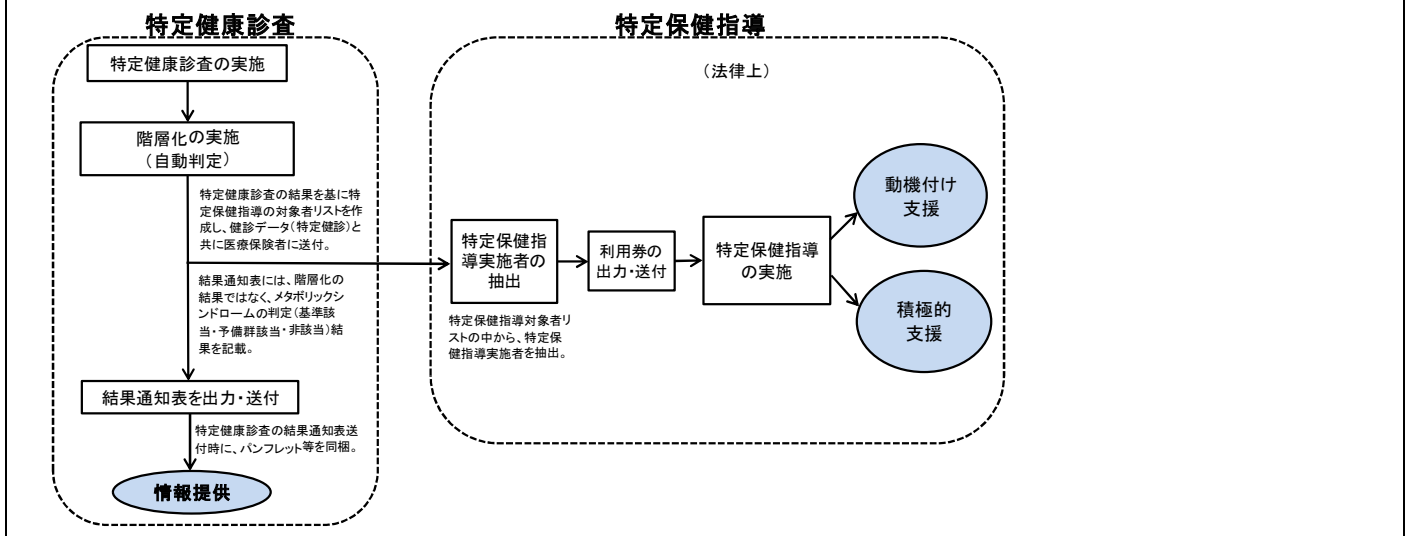 特定健康診査
特定健康診査の実施
階層化の実施
（自動判定）
特定健康診査の結果を基に特
定保健指導の対象者リストを作
成し、健診データ（特定健診）と
共に医療保険者に送付。
結果通知表には、階層化の
結果ではなく、メタボリックシ
ンドロームの判定（基準該
当・予備群該当・非該当）結
果を記載。
結果通知表を出力・送付
特定健康診査の結果通知表送
付時に、パンフレット等を同梱。
情報提供
特定保健指導
（法律上）
特定保健指
導実施者の
抽出
特定保健指導対象者リ
ストの中から、特定保
健指導実施者を抽出。
利用券の
出力・送付
特定保健指導
の実施
動機付け
支援
積極的
支援